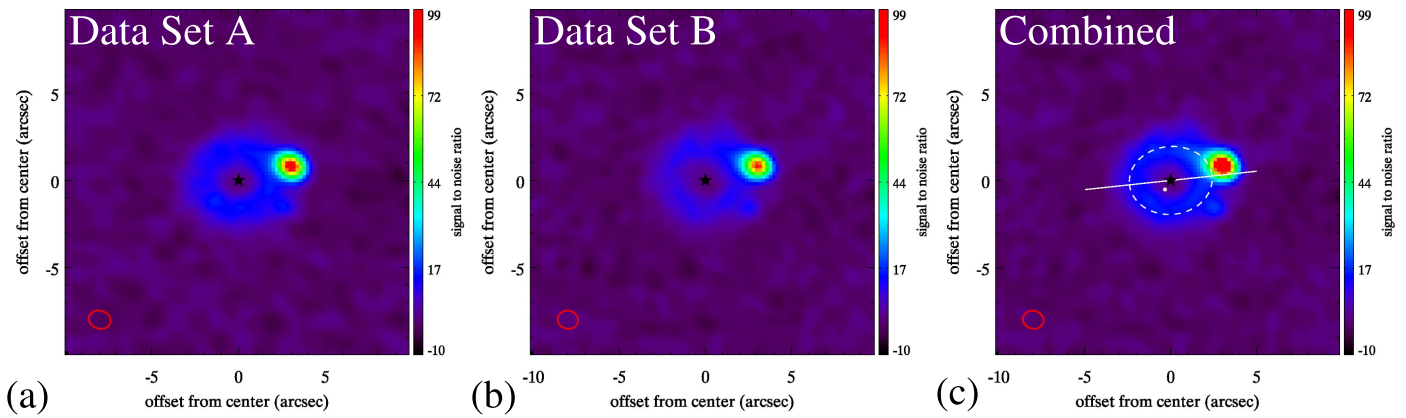 Data Set A
offset from center (arcsec)
5
0
-5
-5
0
5
offset from center (arcsec)
99
72
44
17
-10
signal to noise ratio
(a)
Data Set B
offset from center (arcsec)
5
0
-5
-10
-5
0
5
offset from center (arcsec)
99
72
44
17
-10
signal to noise ratio
(b)
Combined
offset from center (arcsec)
5
0
-5
-10
-5
0
5
offset from center (arcsec)
99
72
44
17
-10
signal to noise ratio
(c)